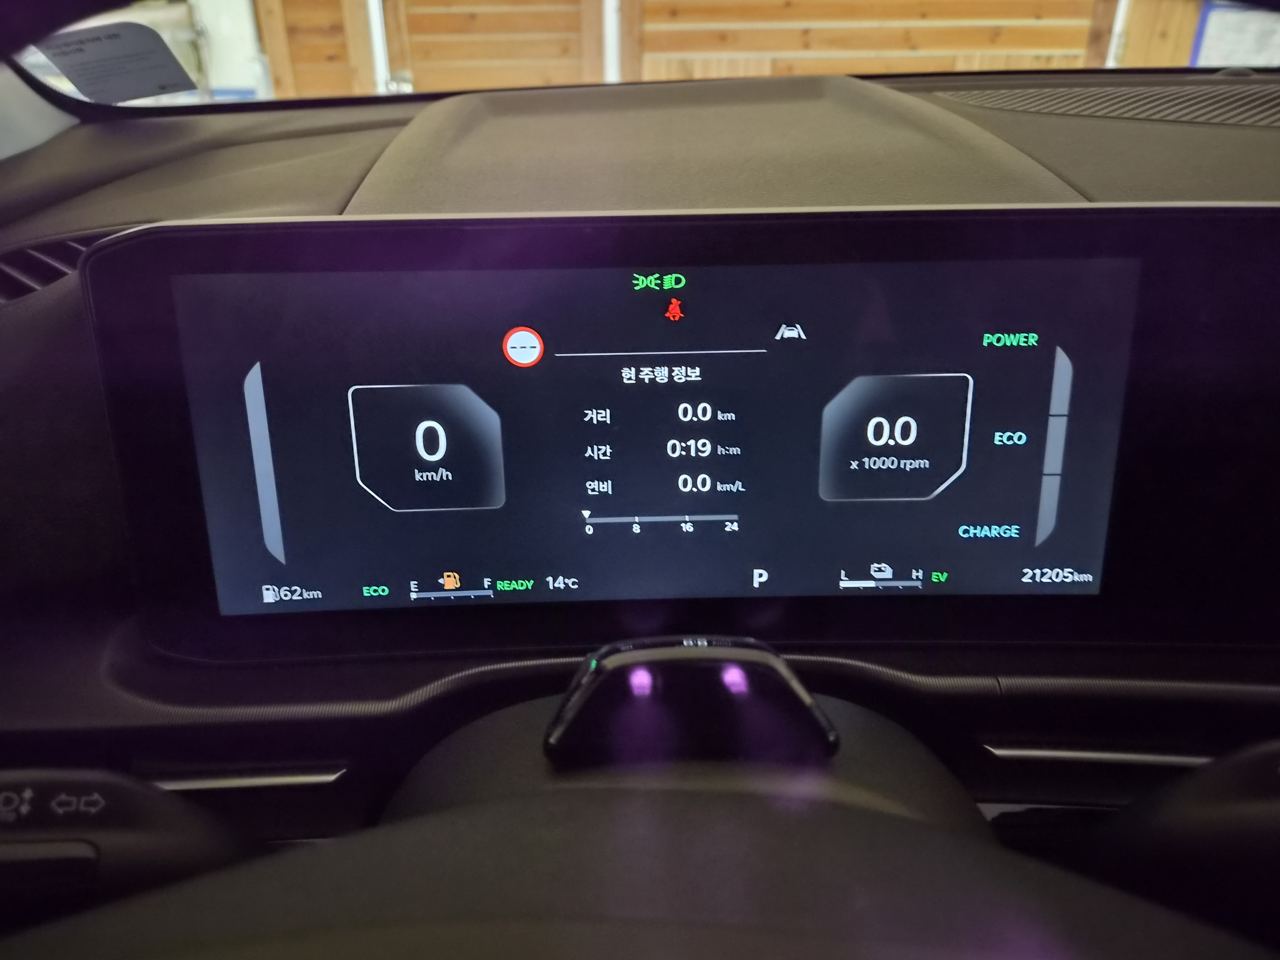 POWER
현 주행 정보
거리 0.0 km
0
km/h
시간 0:19 h:m
0.0
x 1000 rpm
ECO
연비 0.0 km/L
0 8 16 24
CHARGE
62km
ECO
E F
READY
14℃
P
L H
EV
21205km